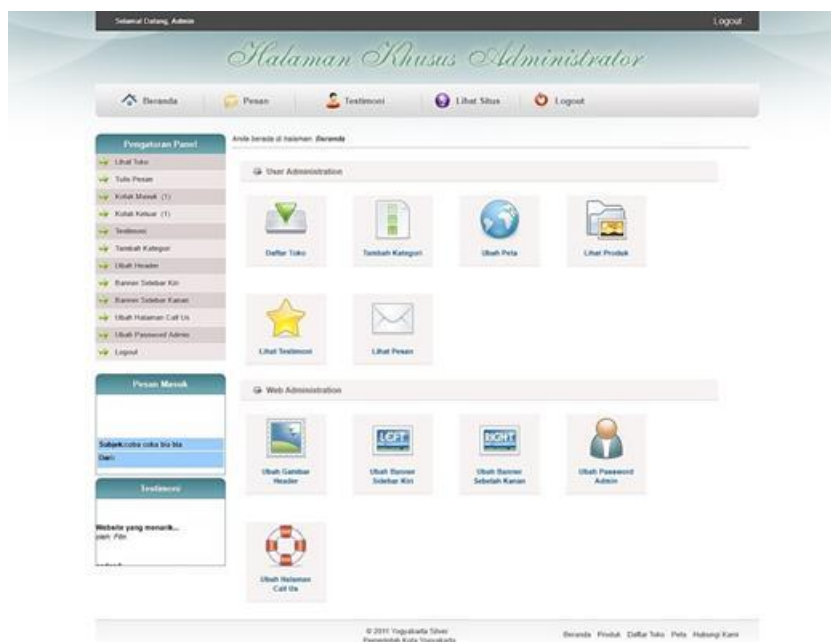 Selamat Datang, Admin
Logout
Halaman Khusus Administrator
Beranda
Pesan
Testimoni
Lihat Situs
Logout
Pengaturan Panel
Lihat Toko
Tulis Pesan
Kotak Masuk (1)
Kotak Keluar (1)
Testimoni
Tambah Kategori
Ubah Header
Banner Sidebar Kiri
Banner Sidebar Kanan
Ubah Halaman Call Us
Ubah Password Admin
Logout
Pesan Masuk
Subjek:coba coba bla bla
Dari:
Testimoni
Website yang menarik...
oleh: Fitri
Anda berada di halaman: Beranda
User Administration
Daftar Toko
Tambah Kategori
Ubah Peta
Lihat Produk
Lihat Testimoni
Lihat Pesan
Web Administration
LEFT
RIGHT
Ubah Gambar
Header
Ubah Banner
Sidebar Kiri
Ubah Banner
Sebelah Kanan
Ubah Password
Admin
Ubah Halaman
Call Us
© 2011 Yogyakarta Silver
Pemerintah Kota Yogyakarta
Beranda Produk Daftar Toko Peta Hubungi Kami